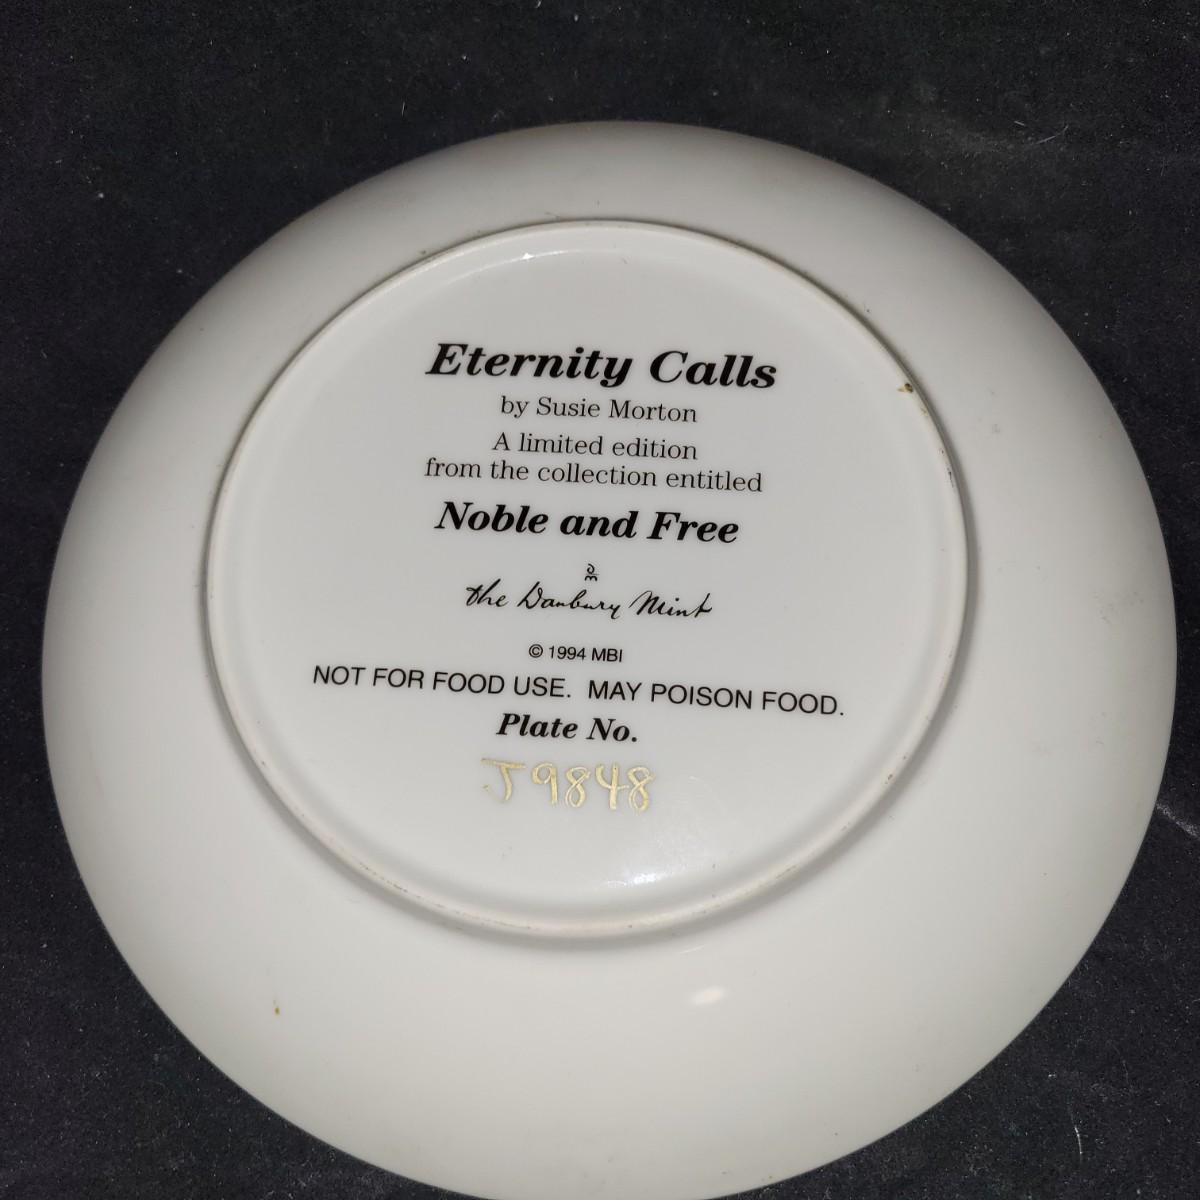 Eternity Calls
by Susie Morton
A limited edition
from the collection entitled
Noble and Free
DM
the Danbury Mint
© 1994 MBI
NOT FOR FOOD USE. MAY POISON FOOD.
Plate No.
J9848